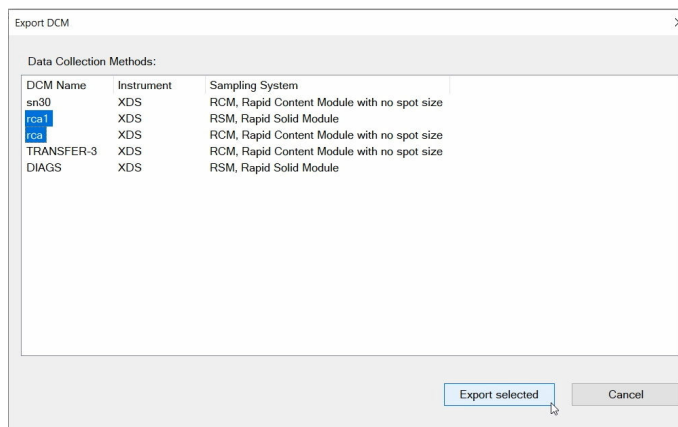 Export DCM
Data Collection Methods:
DCM Name Instrument Sampling System
sn30 XDS RCM, Rapid Content Module with no spot size
rca1 XDS RSM, Rapid Solid Module
rca XDS RCM, Rapid Content Module with no spot size
TRANSFER-3 XDS RCM, Rapid Content Module with no spot size
DIAGS XDS RSM, Rapid Solid Module
Export selected Cancel